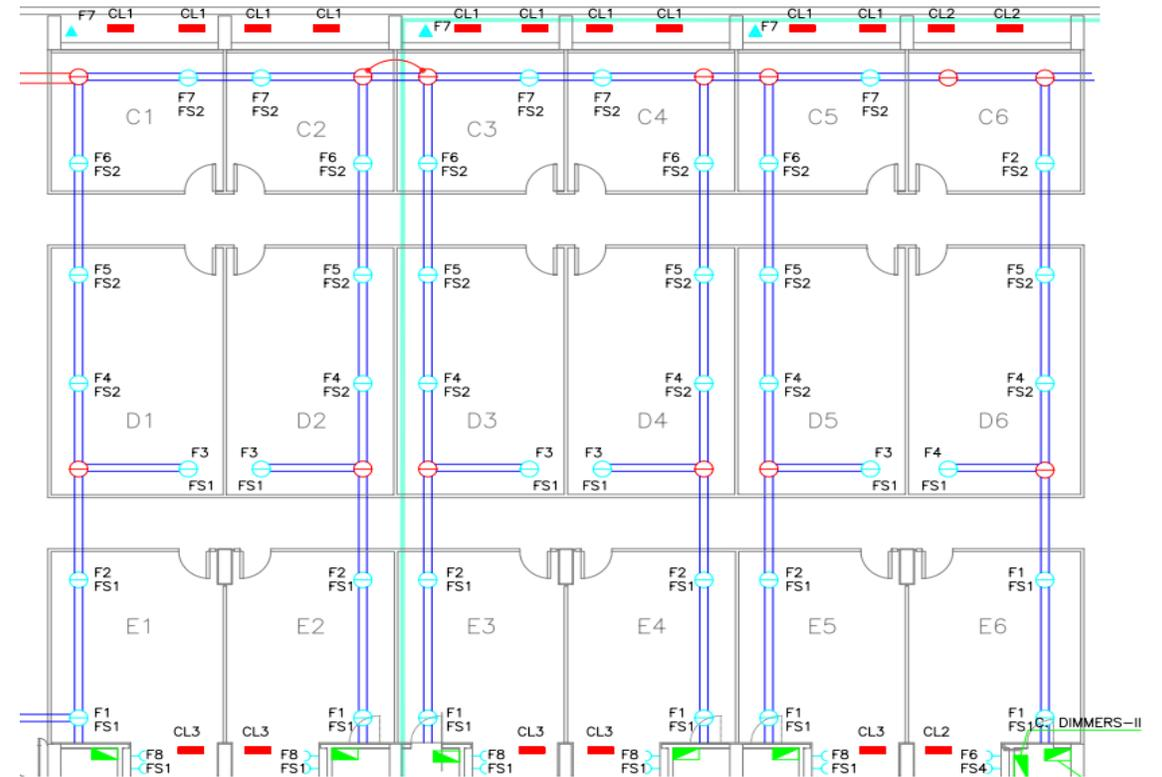 F7 CL1 CL1 CL1 CL1 F7 CL1 CL1 CL1 CL1 F7 CL1 CL1 CL2 CL2
F7 F7 F7 F7 F7
FS2 FS2 FS2 FS2 FS2
C1 C2 C3 C4 C5 C6
F6 F6 F6 F6 F6 F2
FS2 FS2 FS2 FS2 FS2 FS2
F5 F5 F5 F5 F5 F5
FS2 FS2 FS2 FS2 FS2 FS2
F4 F4 F4 F4 F4 F4
FS2 FS2 FS2 FS2 FS2 FS2
D1 D2 D3 D4 D5 D6
F3 F3 F3 F3 F3 F4
FS1 FS1 FS1 FS1 FS1 FS1
F2 F2 F2 F2 F2 F1
FS1 FS1 FS1 FS1 FS1 FS1
E1 E2 E3 E4 E5 E6
F1 F1 F1 F1 F1 F1
FS1 FS1 FS1 FS1 FS1 FS1 C. DIMMERS-II
CL3 CL3 CL3 CL3 CL3 CL2
F8 F8 F8 F8 F8 F6
FS1 FS1 FS1 FS1 FS1 FS4